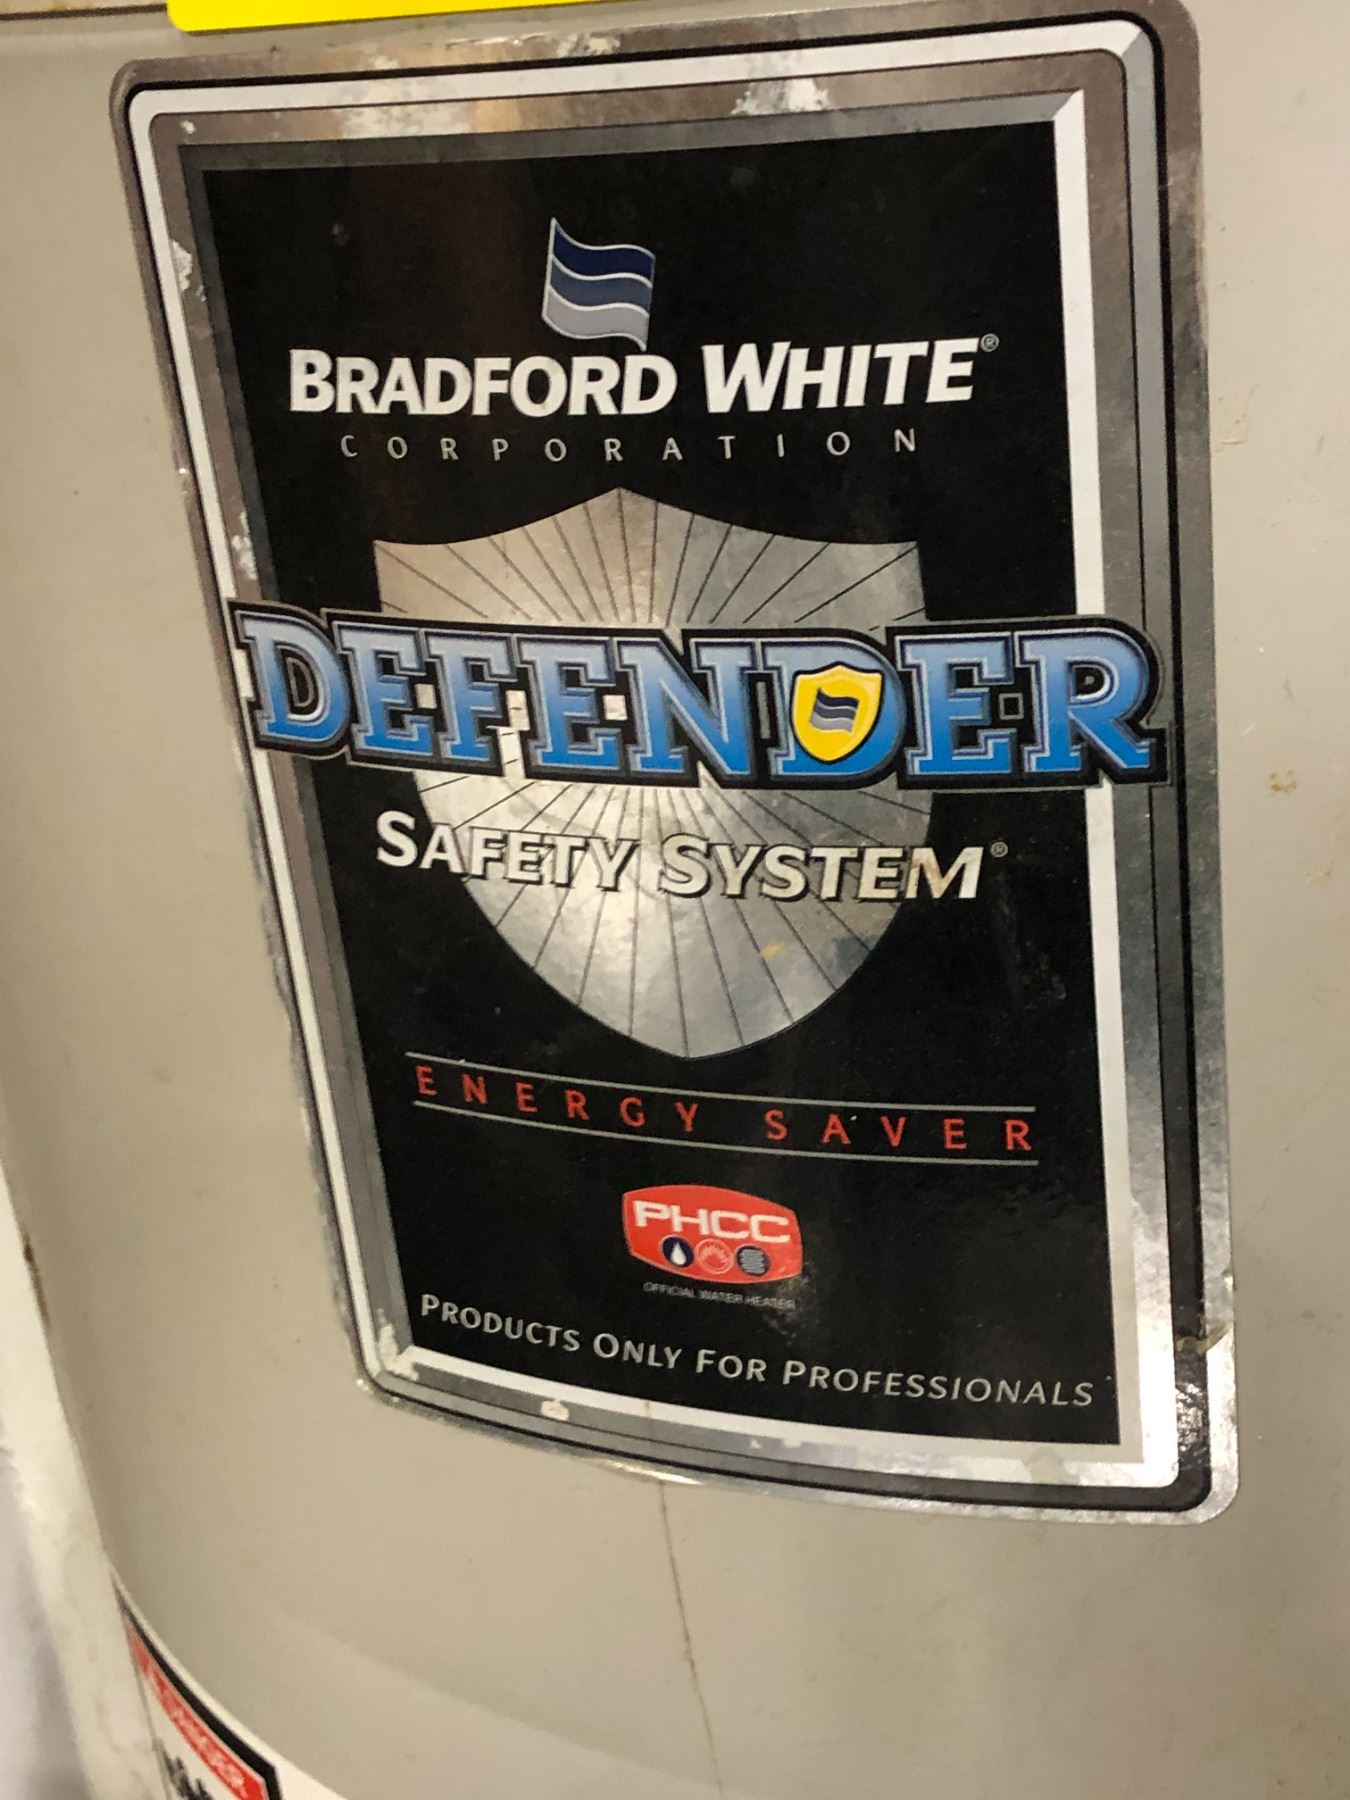 BRADFORD WHITE®
CORPORATION
DEFENDER
SAFETY SYSTEM®
ENERGY SAVER
PHCC
OFFICIAL WATER HEATER
PRODUCTS ONLY FOR PROFESSIONALS